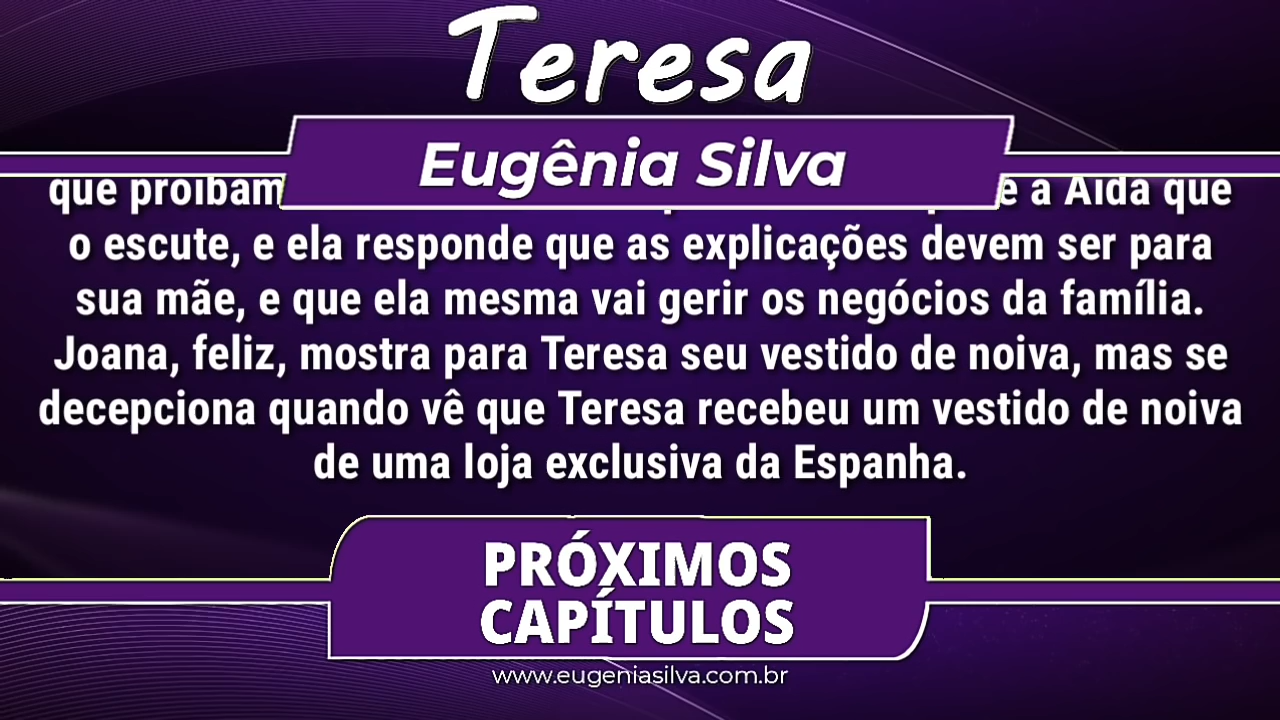 Teresa
Eugênia Silva
que proibam e a Aída que
o escute, e ela responde que as explicações devem ser para
sua mãe, e que ela mesma vai gerir os negócios da família.
Joana, feliz, mostra para Teresa seu vestido de noiva, mas se
decepciona quando vê que Teresa recebeu um vestido de noiva
de uma loja exclusiva da Espanha.
PRÓXIMOS
CAPÍTULOS
www.eugeniasilva.com.br